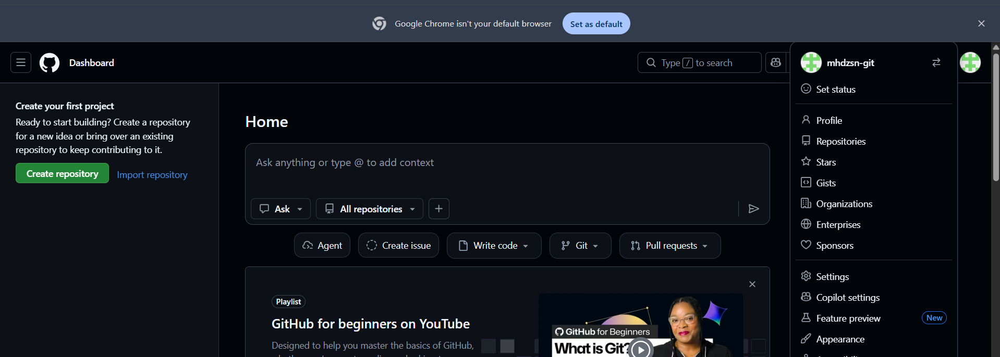 Google Chrome isn't your default browser
Set as default
Dashboard
Type / to search
mhdzsn-git
Set status
Profile
Repositories
Stars
Gists
Organizations
Enterprises
Sponsors
Settings
Copilot settings
Feature preview
New
Appearance
Create your first project
Ready to start building? Create a repository
for a new idea or bring over an existing
repository to keep contributing to it.
Create repository
Import repository
Home
Ask anything or type @ to add context
Ask
All repositories
Agent
Create issue
Write code
Git
Pull requests
Playlist
GitHub for beginners on YouTube
Designed to help you master the basics of GitHub,
GitHub for Beginners
What is Git?